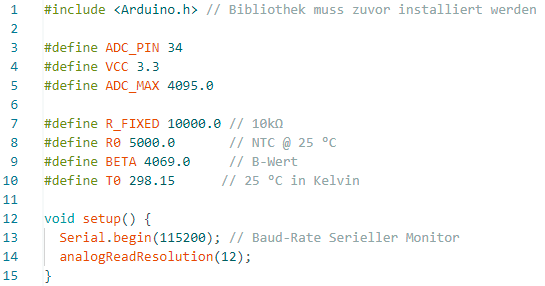 1 #include <Arduino.h> // Bibliothek muss zuvor installiert werden
2
3 #define ADC_PIN 34
4 #define VCC 3.3
5 #define ADC_MAX 4095.0
6
7 #define R_FIXED 10000.0 // 10kΩ
8 #define R0 5000.0       // NTC @ 25 °C
9 #define BETA 4069.0     // B-Wert
10 #define T0 298.15      // 25 °C in Kelvin
11
12 void setup() {
13   Serial.begin(115200); // Baud-Rate Serieller Monitor
14   analogReadResolution(12);
15 }